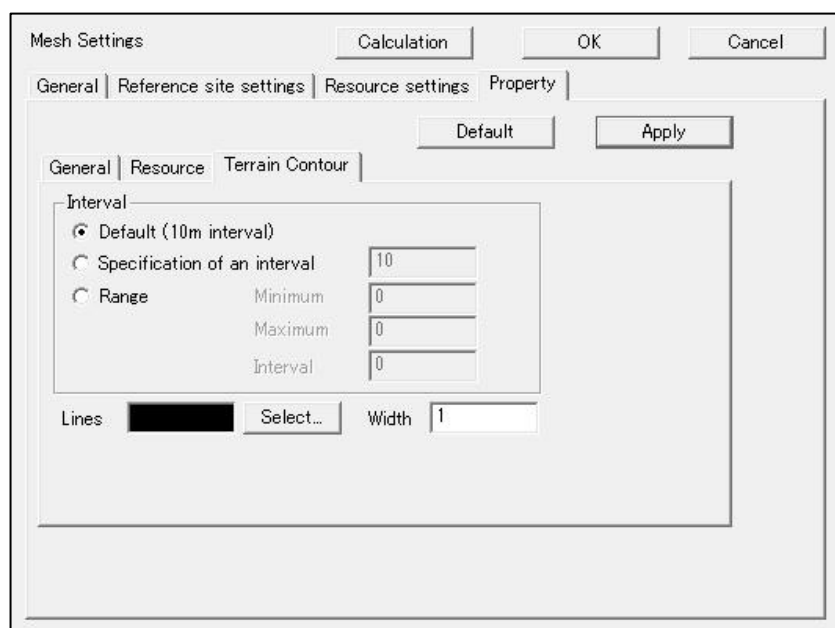 Mesh Settings Calculation OK Cancel
General Reference site settings Resource settings Property
Default Apply
General Resource Terrain Contour
Interval
Default (10m interval)
Specification of an interval 10
Range Minimum 0
Maximum 0
Interval 0
Lines Select... Width 1